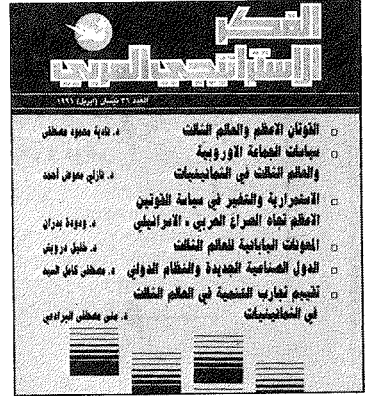 الفكر
الإستراتيجي العربي
العدد ٣٦ نيسان (ابريل) ١٩٩١
القوتان الاعظم والعالم الثالث د. نادية محمود مصطفى
سياسات الجماعة الاوروبية
والعالم الثالث في الثمانينيات د. نازلي معوض أحمد
الاستمرارية والتغير في سياسة القوتين
الاعظم تجاه الصراع العربي - الاسرائيلي د. ودودة بدران
المعونات اليابانية للعالم الثالث د. خليل درويش
الدول الصناعية الجديدة والنظام الدولي د. مصطفى كامل السيد
تقييم تجارب التنمية في العالم الثالث
في الثمانينيات د. منى مصطفى البرادعي